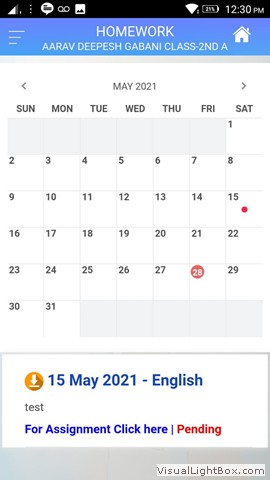 21% 12:30 PM
HOMEWORK
AARAV DEEPESH GABANI CLASS-2ND A
MAY 2021
SUN MON TUE WED THU FRI SAT
1
2 3 4 5 6 7 8
9 10 11 12 13 14 15
16 17 18 19 20 21 22
23 24 25 26 27 28 29
30 31
15 May 2021 - English
test
For Assignment Click here | Pending
VisualLightBox.com